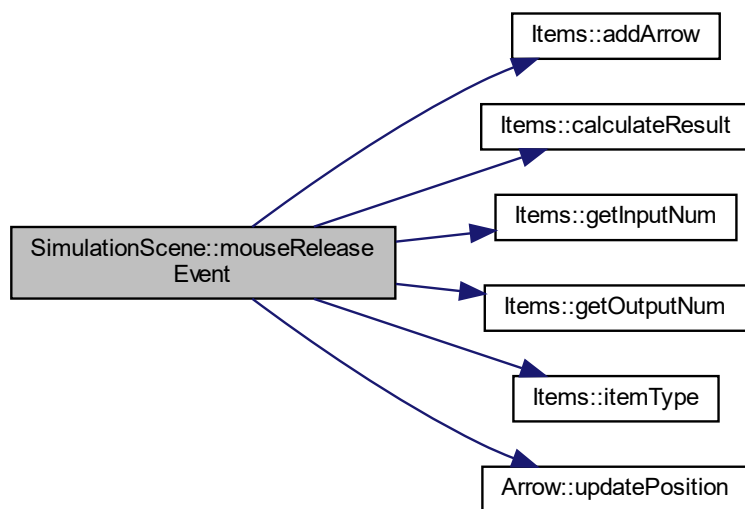 Items::addArrow
Items::calculateResult
Items::getInputNum
SimulationScene::mouseRelease
Event
Items::getOutputNum
Items::itemType
Arrow::updatePosition